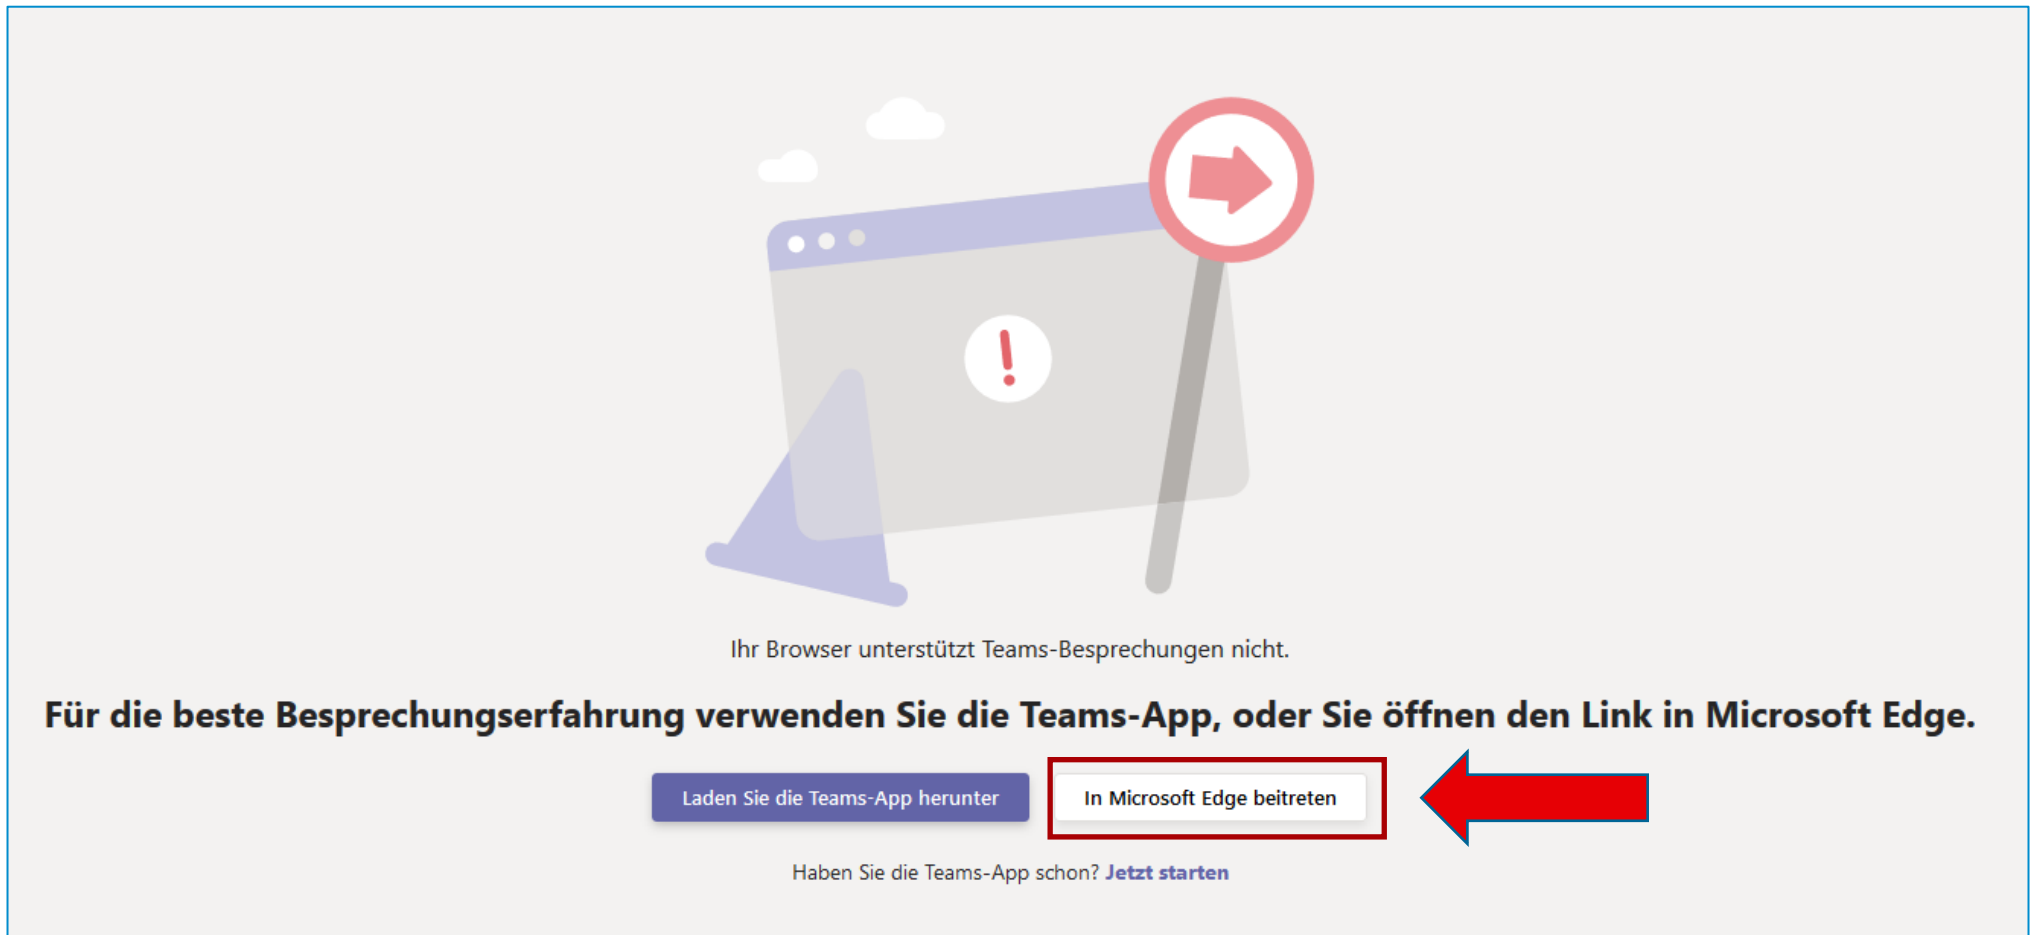 Ihr Browser unterstützt Teams-Besprechungen nicht.
Für die beste Besprechungserfahrung verwenden Sie die Teams-App, oder Sie öffnen den Link in Microsoft Edge.
Laden Sie die Teams-App herunter
In Microsoft Edge beitreten
Haben Sie die Teams-App schon? Jetzt starten